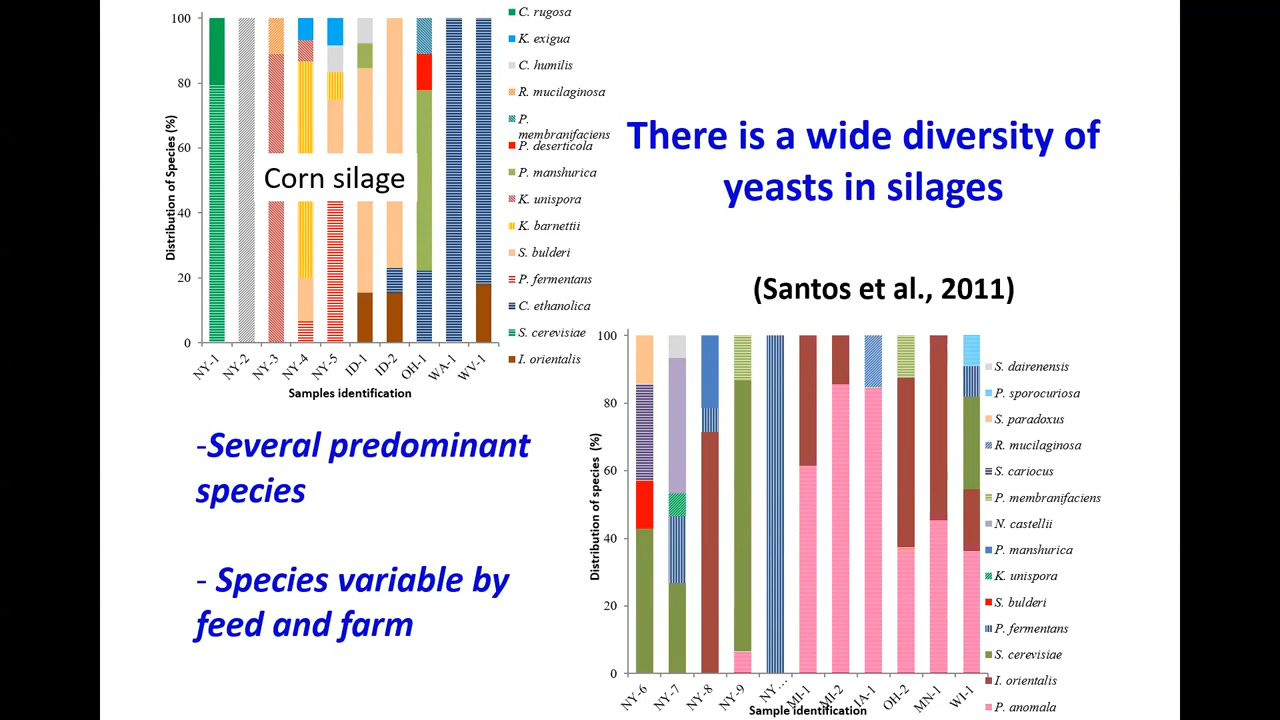 100
80
60
40
20
0
Distribution of Species (%)
Corn silage
NY-1
NY-2
NY-3
NY-4
NY-5
ID-1
ID-2
OH-1
WA-1
WV-1
Samples identification
C. rugosa
K. exigua
C. humilis
R. mucilaginosa
P.
membranifaciens
P. deserticola
P. manshurica
K. unispora
K. barnettii
S. bulderi
P. fermentans
C. ethanolica
S. cerevisiae
I. orientalis
There is a wide diversity of
yeasts in silages
(Santos et al., 2011)
-Several predominant
species
- Species variable by
feed and farm
100
80
60
40
20
0
Distribution of species (%)
NY-6
NY-7
NY-8
NY-9
NY...
MI-1
MI-2
IA-1
OH-2
MN-1
WI-1
Sample identification
S. dairenensis
P. sporocuriosa
S. paradoxus
R. mucilaginosa
S. cariocus
P. membranifaciens
N. castellii
P. manshurica
K. unispora
S. bulderi
P. fermentans
S. cerevisiae
I. orientalis
P. anomala